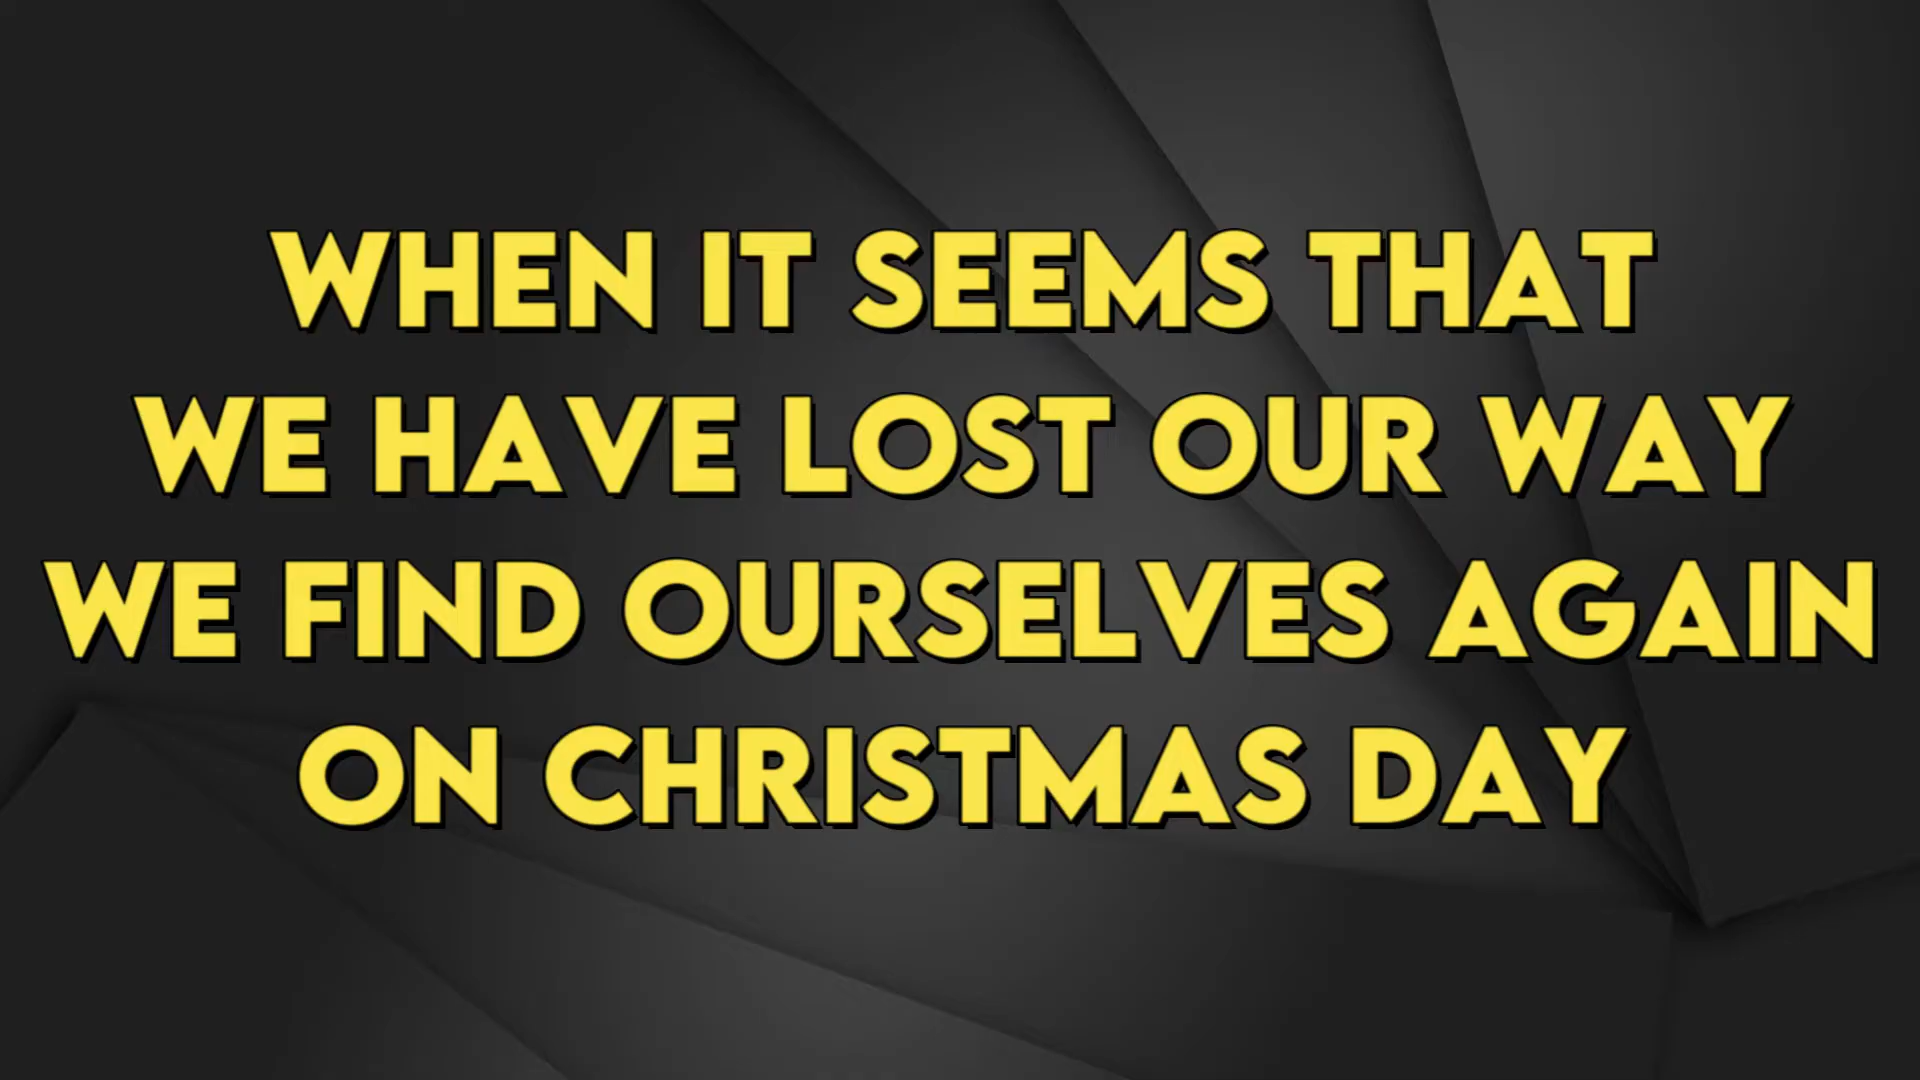 WHEN IT SEEMS THAT
WE HAVE LOST OUR WAY
WE FIND OURSELVES AGAIN
ON CHRISTMAS DAY